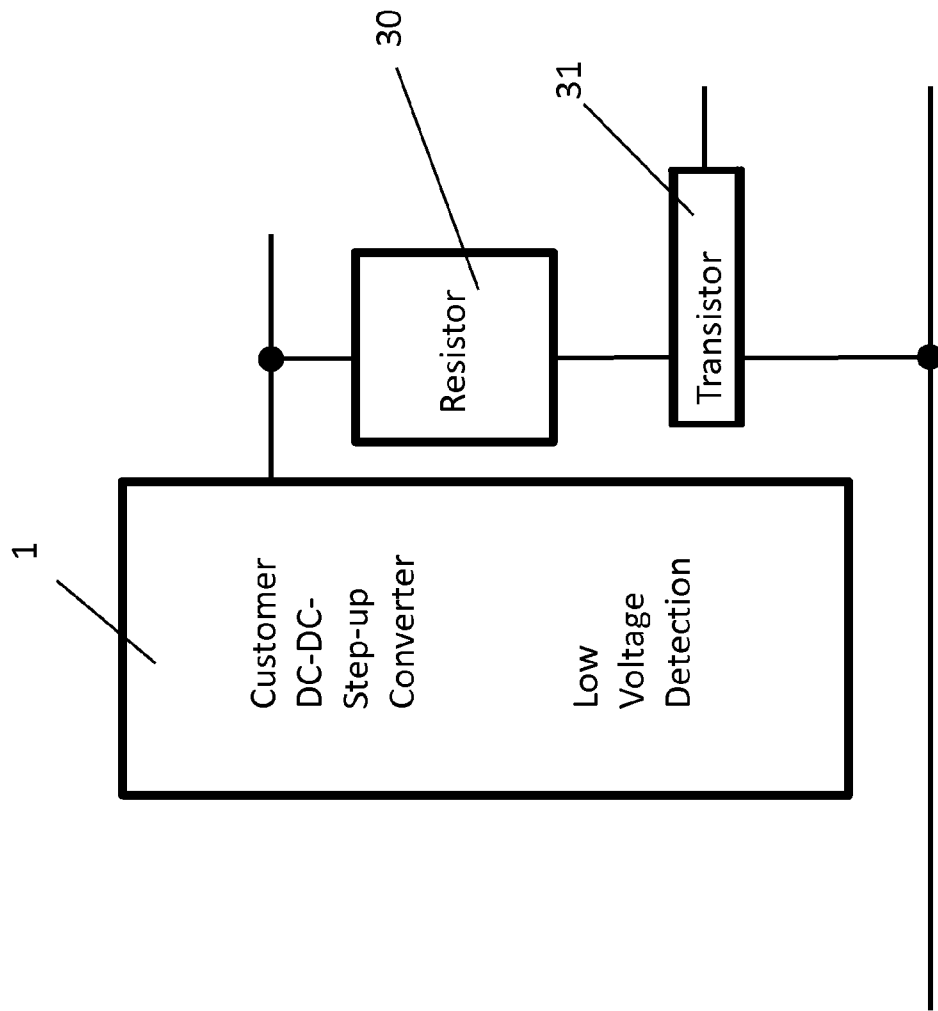 1
Customer
DC-DC-
Step-up
Converter
Low
Voltage
Detection
Resistor
30
Transistor
31